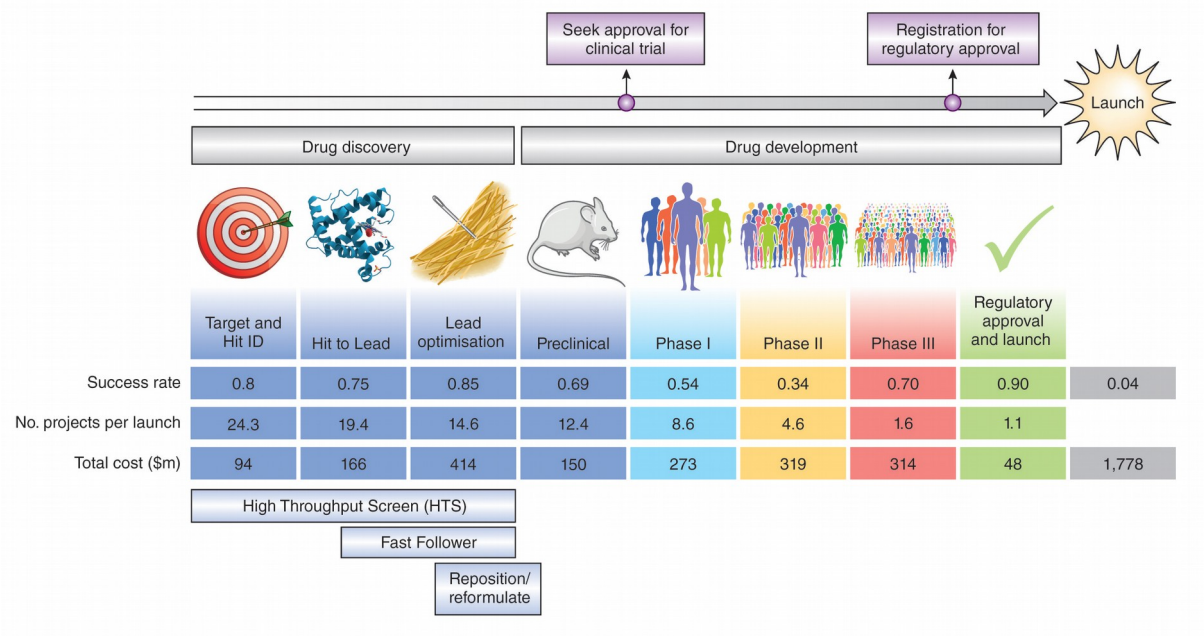 Seek approval for
clinical trial
Registration for
regulatory approval
Launch
Drug discovery
Drug development
Target and
Hit ID
Hit to Lead
Lead
optimisation
Preclinical
Phase I
Phase II
Phase III
Regulatory
approval
and launch
Success rate 0.8 0.75 0.85 0.69 0.54 0.34 0.70 0.90 0.04
No. projects per launch 24.3 19.4 14.6 12.4 8.6 4.6 1.6 1.1
Total cost ($m) 94 166 414 150 273 319 314 48 1,778
High Throughput Screen (HTS)
Fast Follower
Reposition/
reformulate